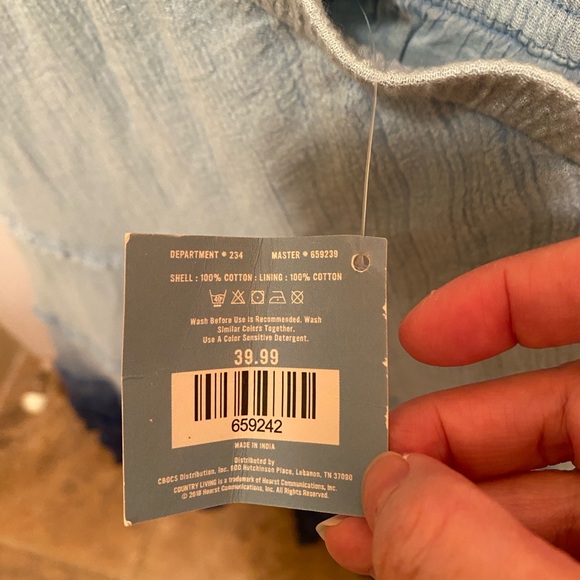 DEPARTMENT • 234 MASTER • 659239
SHELL : 100% COTTON : LINING : 100% COTTON
Wash Before Use is Recommended. Wash
Similar Colors Together.
Use A Color Sensitive Detergent.
39.99
659242
MADE IN INDIA
Distributed by
CBOCS Distribution, Inc. 800 Hutchinson Place, Lebanon, TN 37000
COUNTRY LIVING is a trademark of Hearst Communications, Inc.
© 2018 Hearst Communications, Inc. All Rights Reserved.